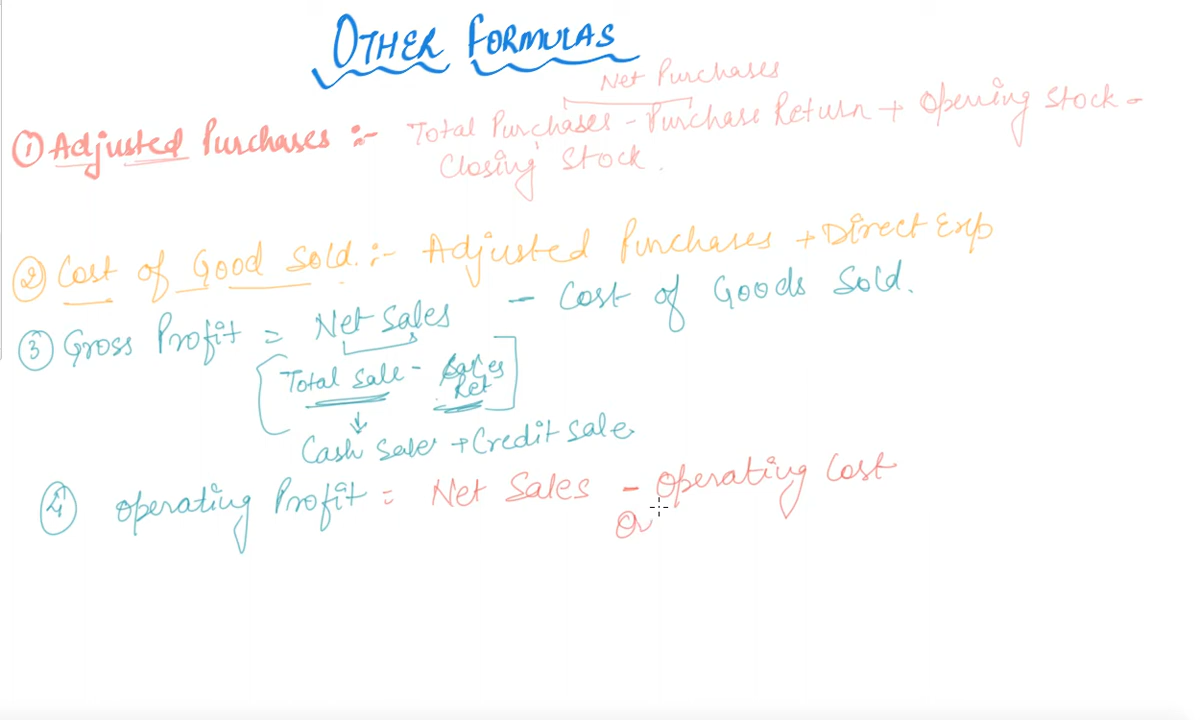 OTHER FORMULAS
Net Purchases
① Adjusted Purchases :- Total Purchases - Purchase Return + Opening Stock -
Closing Stock.
② Cost of Good Sold. :- Adjusted Purchases + Direct Exp
③ Gross Profit = Net Sales - Cost of Goods Sold.
[Total Sale - Sales
Ret]
↓
Cash Sales + Credit Sale
④ Operating Profit = Net Sales - Operating Cost